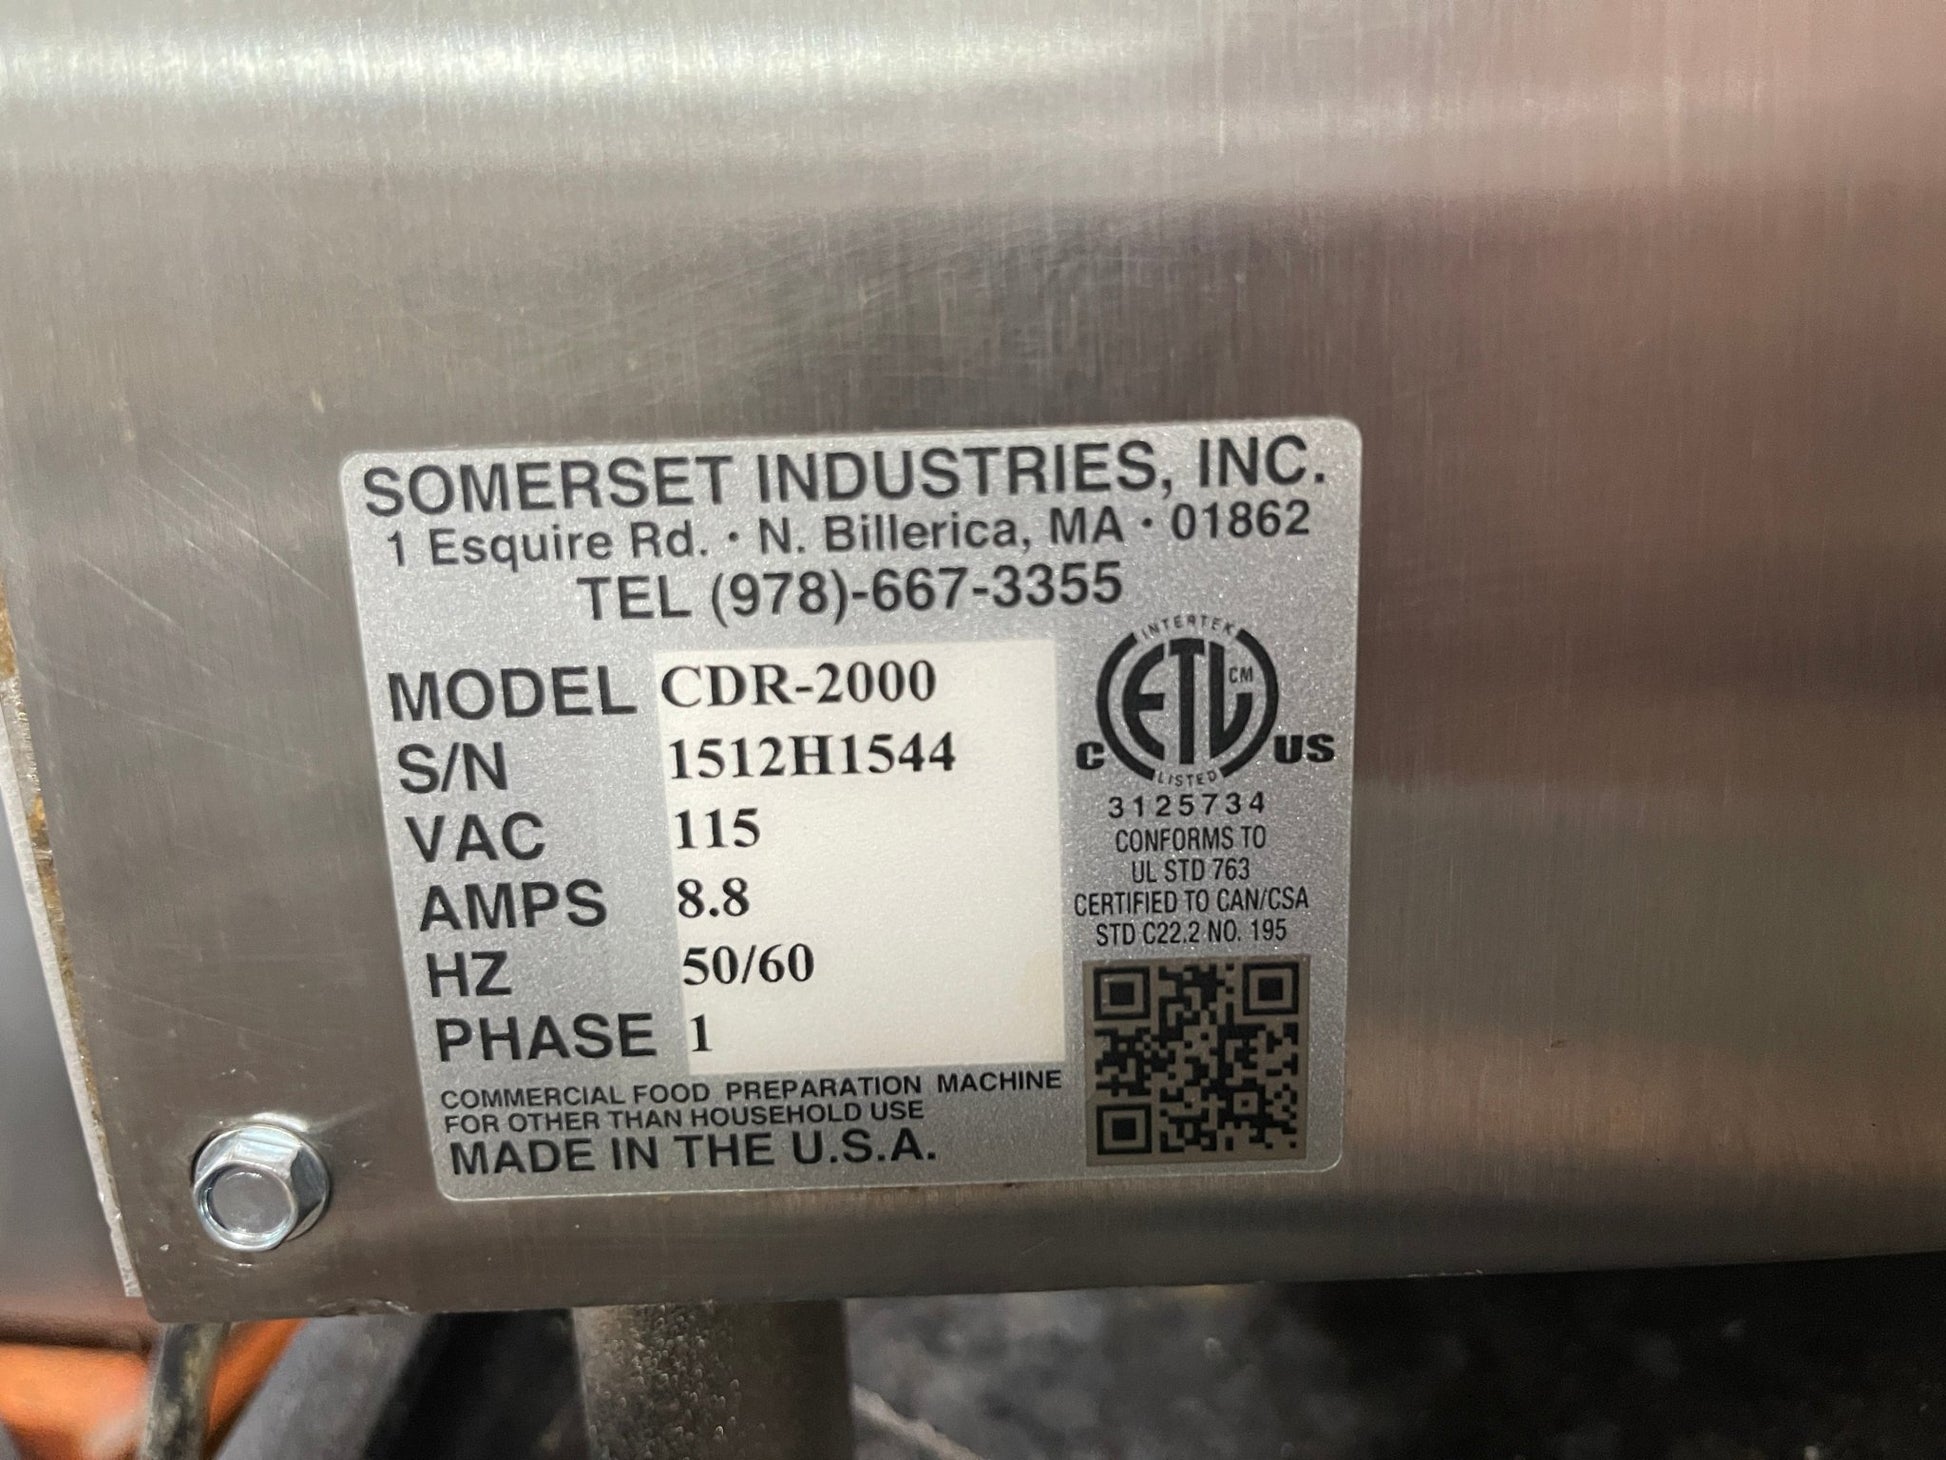 SOMERSET INDUSTRIES, INC.
1 Esquire Rd. • N. Billerica, MA • 01862
TEL (978)-667-3355
MODEL CDR-2000
S/N 1512H1544
VAC 115
AMPS 8.8
HZ 50/60
PHASE 1
COMMERCIAL FOOD PREPARATION MACHINE
FOR OTHER THAN HOUSEHOLD USE
MADE IN THE U.S.A.
INTERTEK
ETL CM
C US
LISTED
3125734
CONFORMS TO
UL STD 763
CERTIFIED TO CAN/CSA
STD C22.2 NO. 195